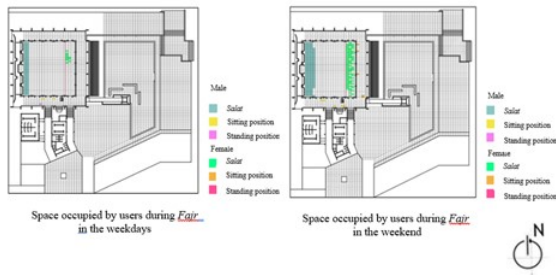 Male
Salat
Sitting position
Standing position
Female
Salat
Sitting position
Standing position
Space occupied by users during Fajr
in the weekdays
Male
Salat
Sitting position
Standing position
Female
Salat
Sitting position
Standing position
Space occupied by users during Fajr
in the weekend
N